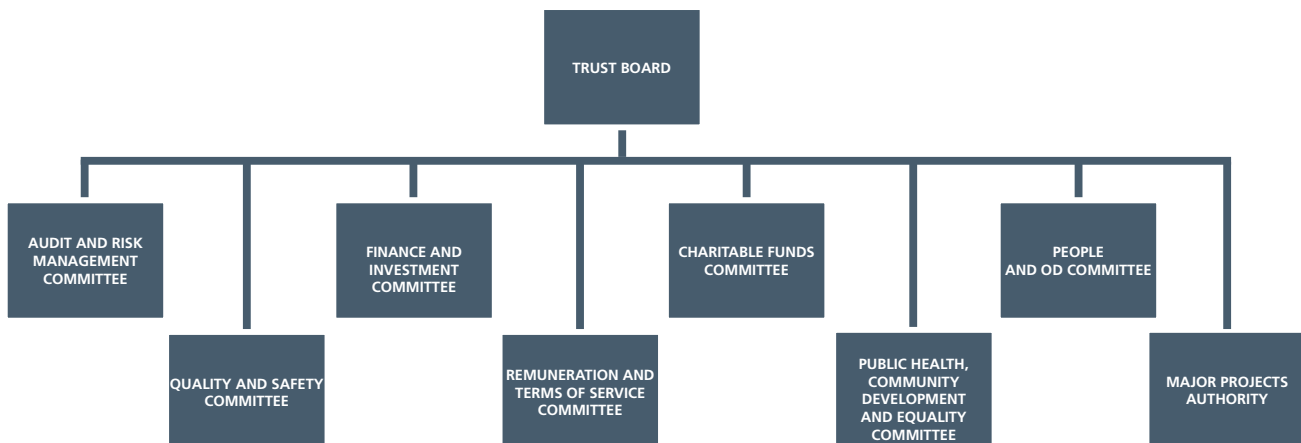 TRUST BOARD
AUDIT AND RISK
MANAGEMENT
COMMITTEE
FINANCE AND
INVESTMENT
COMMITTEE
CHARITABLE FUNDS
COMMITTEE
PEOPLE
AND OD COMMITTEE
QUALITY AND SAFETY
COMMITTEE
REMUNERATION AND
TERMS OF SERVICE
COMMITTEE
PUBLIC HEALTH,
COMMUNITY
DEVELOPMENT
AND EQUALITY
COMMITTEE
MAJOR PROJECTS
AUTHORITY